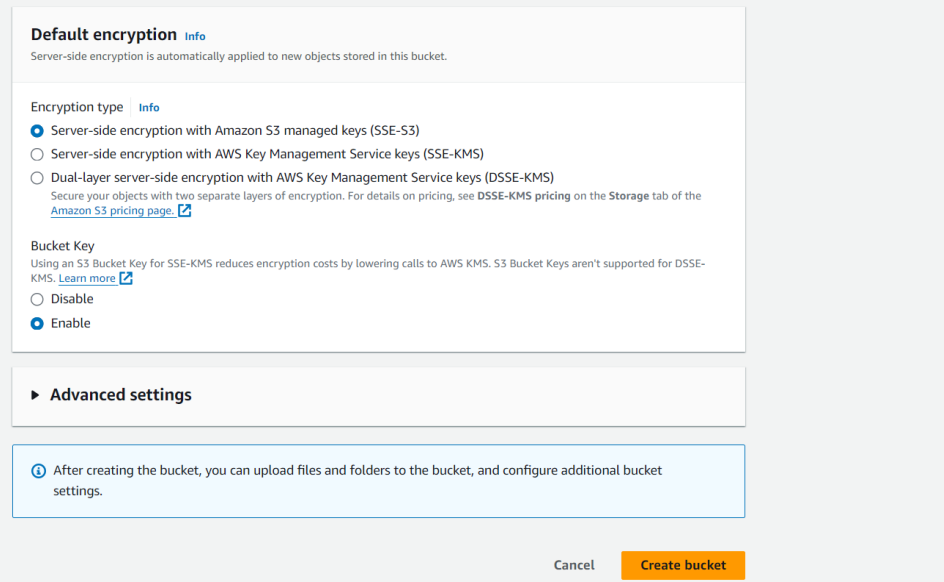 Default encryption Info
Server-side encryption is automatically applied to new objects stored in this bucket.
Encryption type Info
Server-side encryption with Amazon S3 managed keys (SSE-S3)
Server-side encryption with AWS Key Management Service keys (SSE-KMS)
Dual-layer server-side encryption with AWS Key Management Service keys (DSSE-KMS)
Secure your objects with two separate layers of encryption. For details on pricing, see DSSE-KMS pricing on the Storage tab of the
Amazon S3 pricing page.
Bucket Key
Using an S3 Bucket Key for SSE-KMS reduces encryption costs by lowering calls to AWS KMS. S3 Bucket Keys aren't supported for DSSE-
KMS. Learn more
Disable
Enable
Advanced settings
After creating the bucket, you can upload files and folders to the bucket, and configure additional bucket
settings.
Cancel Create bucket